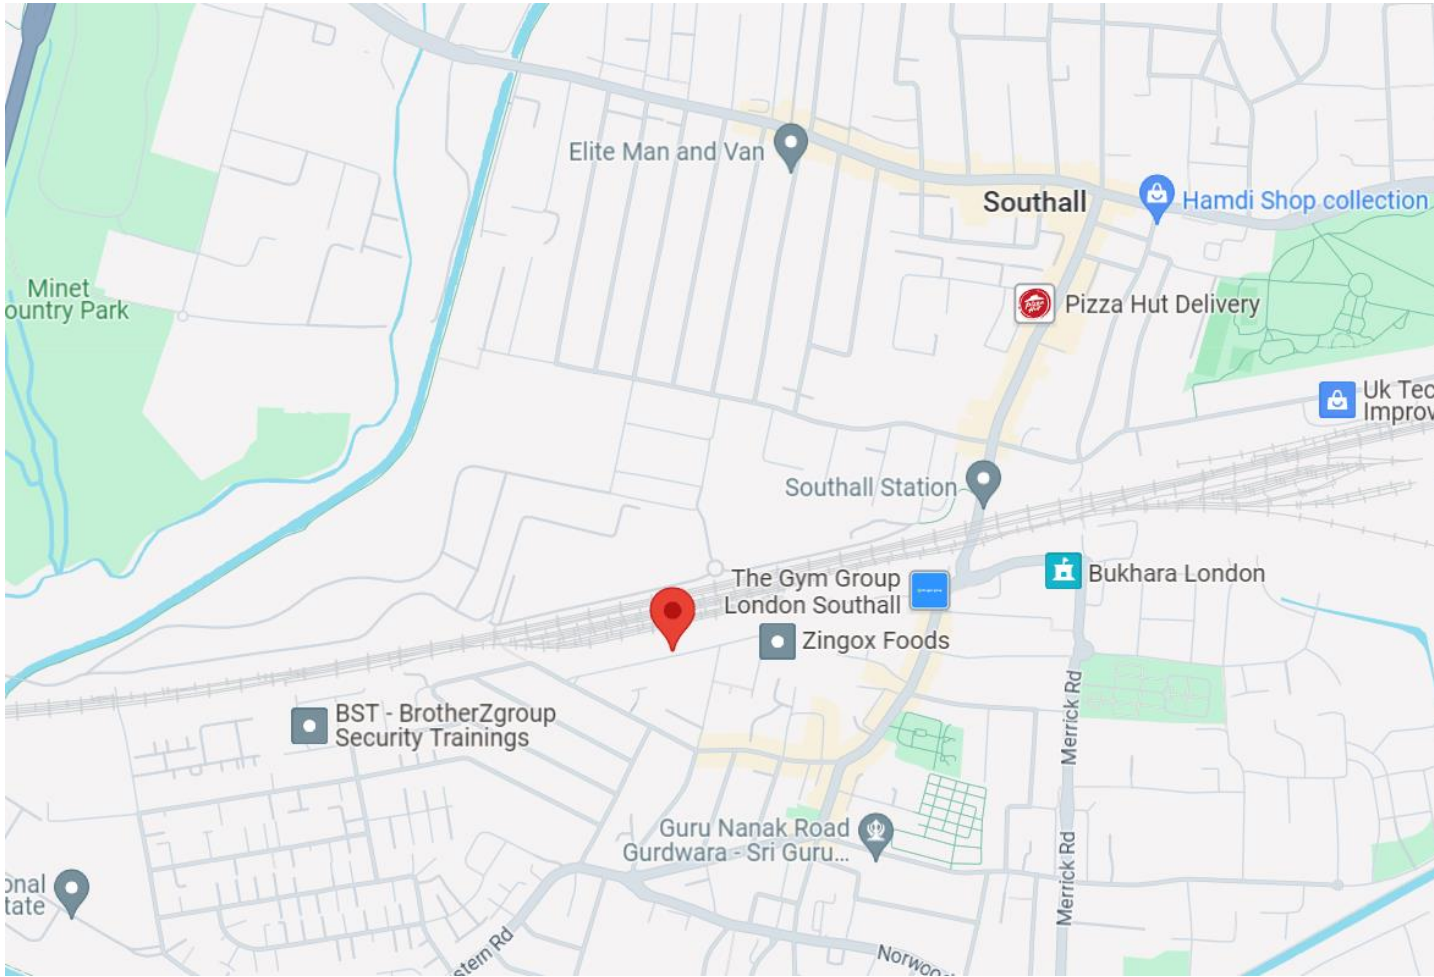 Elite Man and Van
Southall
Hamdi Shop collection
Minet
ountry Park
Pizza Hut Delivery
Uk Tec
Improv
Southall Station
The Gym Group
London Southall
Bukhara London
Zingox Foods
BST - BrotherZgroup
Security Trainings
Merrick Rd
Guru Nanak Road
Gurdwara - Sri Guru...
Merrick Rd
onal
tate
stern Rd
Norwood